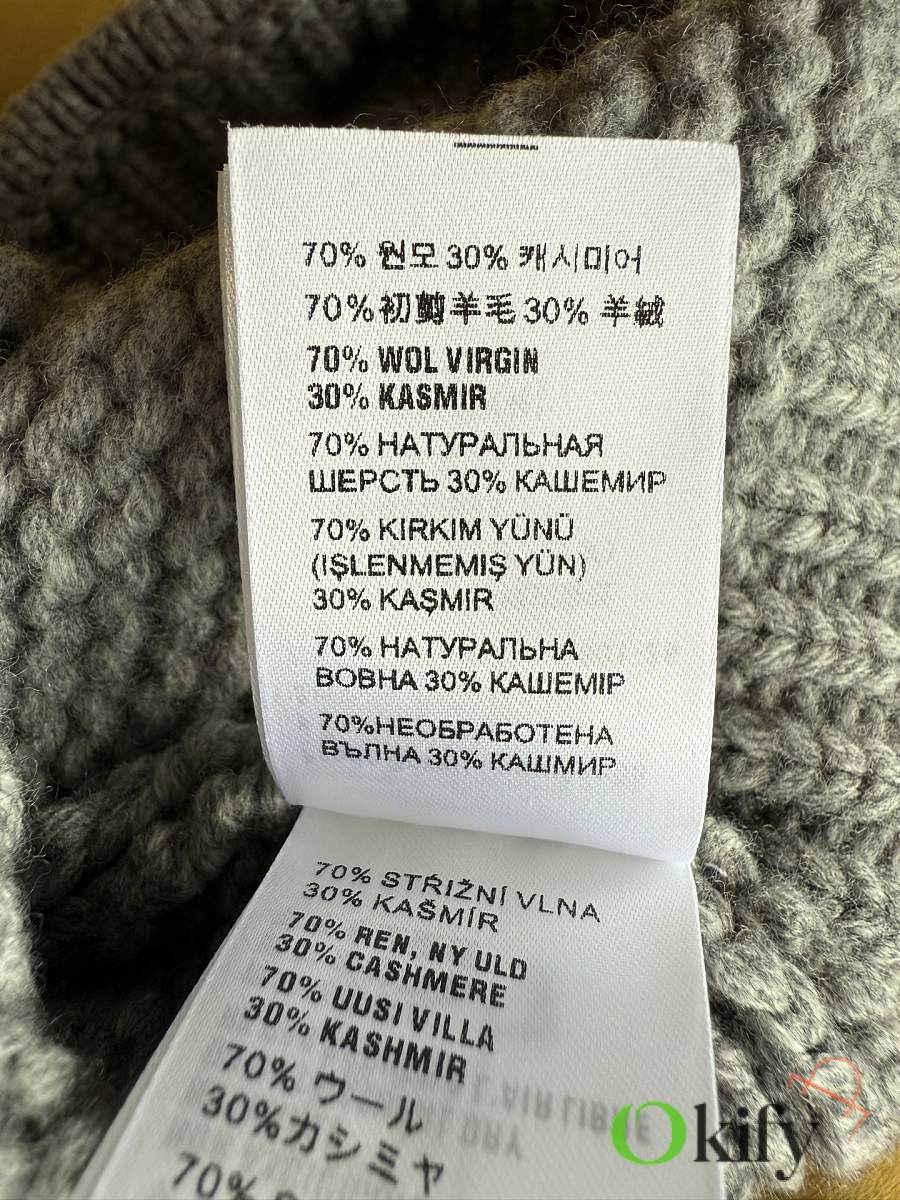 70% 원모 30% 캐시미어
70%初剪羊毛 30% 羊絨
70% WOL VIRGIN
30% KASMIR
70% НАТУРАЛЬНАЯ
ШЕРСТЬ 30% КАШЕМИР
70% KIRKIM YÜNÜ
(IŞLENMEMIŞ YÜN)
30% KAŞMIR
70% НАТУРАЛЬНА
ВОВНА 30% КАШЕМІР
70%НЕОБРАБОТЕНА
ВЪЛНА 30% КАШМИР
70% STŘIŽNÍ VLNA
30% KAŠMÍR
70% REN, NY ULD
30% CASHMERE
70% UUSI VILLA
30% KASHMIR
70% ウール
30%カシミヤ
70%
Okify